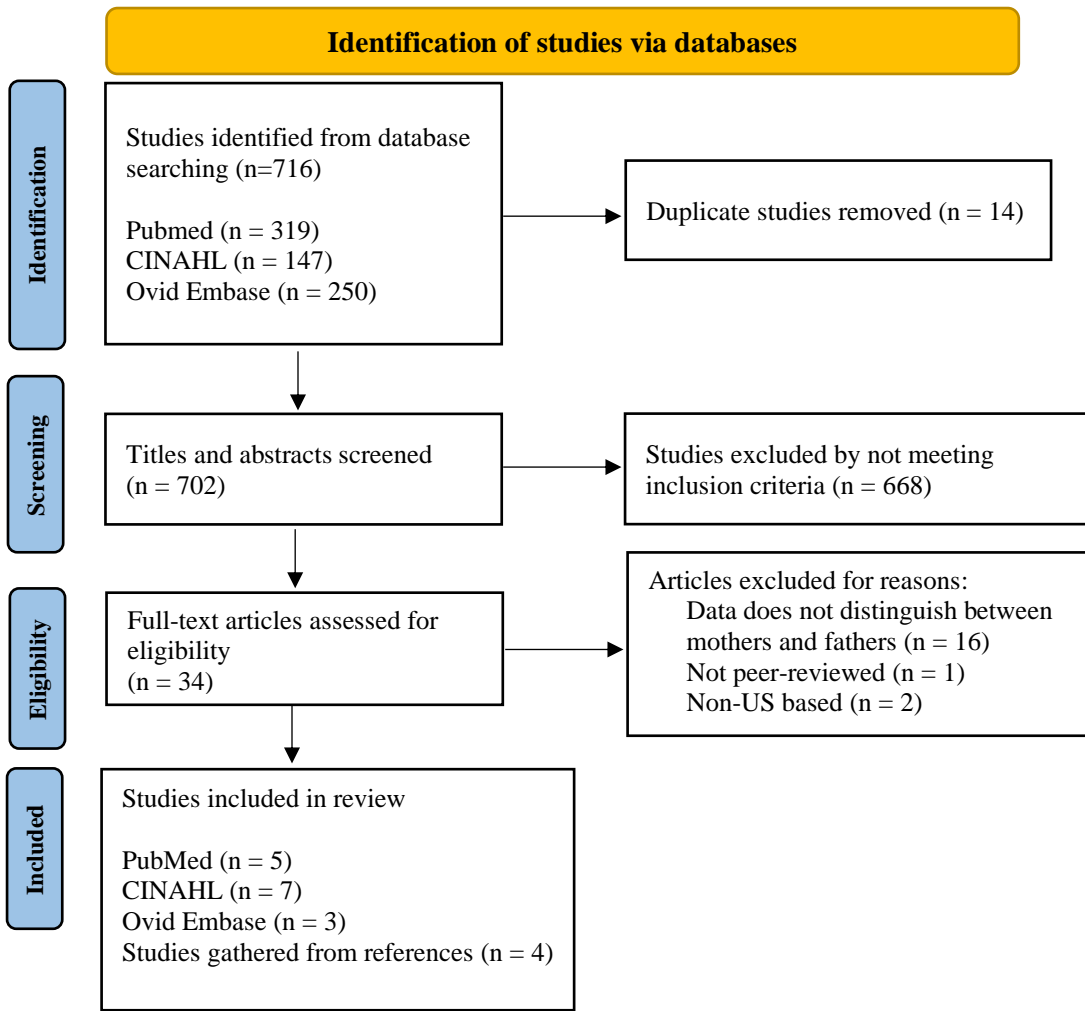 Identification of studies via databases
Identification
Studies identified from database
searching (n=716)
Pubmed (n = 319)
CINAHL (n = 147)
Ovid Embase (n = 250)
Duplicate studies removed (n = 14)
Screening
Titles and abstracts screened
(n = 702)
Studies excluded by not meeting
inclusion criteria (n = 668)
Eligibility
Full-text articles assessed for
eligibility
(n = 34)
Articles excluded for reasons:
Data does not distinguish between
mothers and fathers (n = 16)
Not peer-reviewed (n = 1)
Non-US based (n = 2)
Included
Studies included in review
PubMed (n = 5)
CINAHL (n = 7)
Ovid Embase (n = 3)
Studies gathered from references (n = 4)